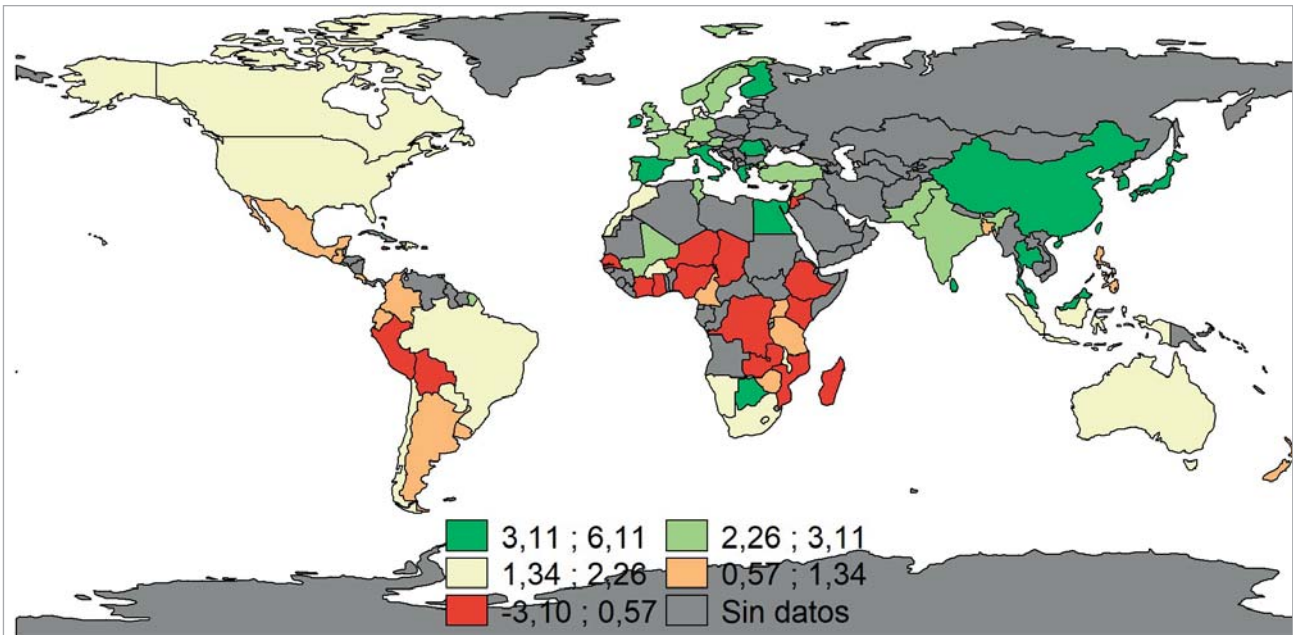 3,11 ; 6,11 2,26 ; 3,11
1,34 ; 2,26 0,57 ; 1,34
-3,10 ; 0,57 Sin datos